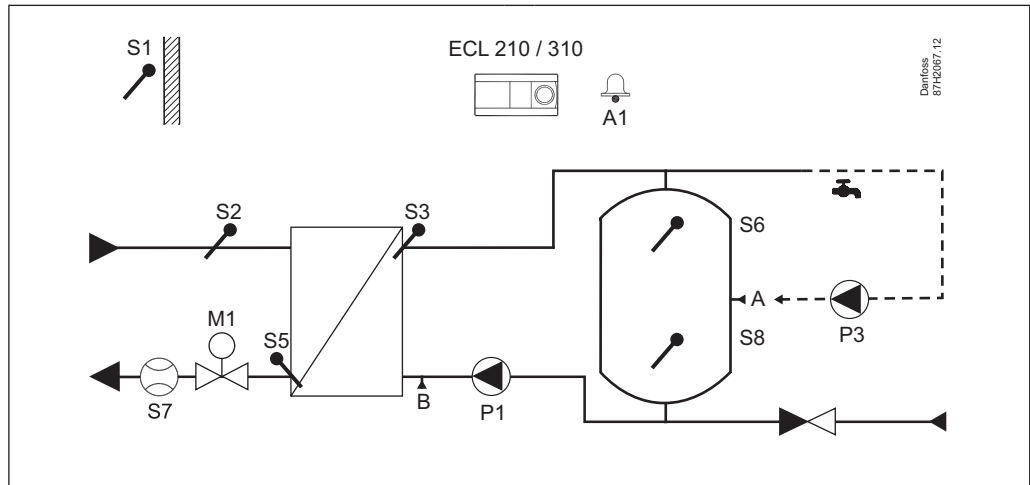 S1
ECL 210 / 310
Danfoss
87H2067.12
A1
S2
S3
S6
A
P3
M1
S5
S8
S7
B
P1